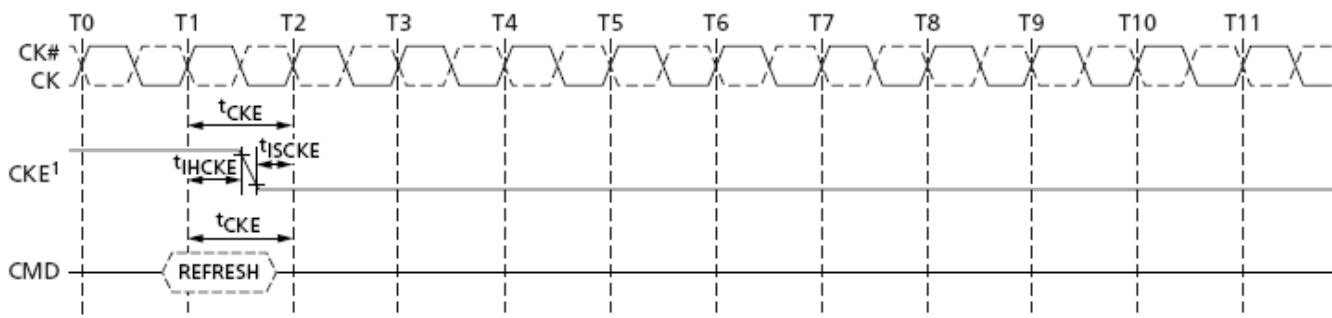 T0 T1 T2 T3 T4 T5 T6 T7 T8 T9 T10 T11
CK#
CK
tCKE
tISCKE
CKE1
tIHCKE
tCKE
CMD REFRESH